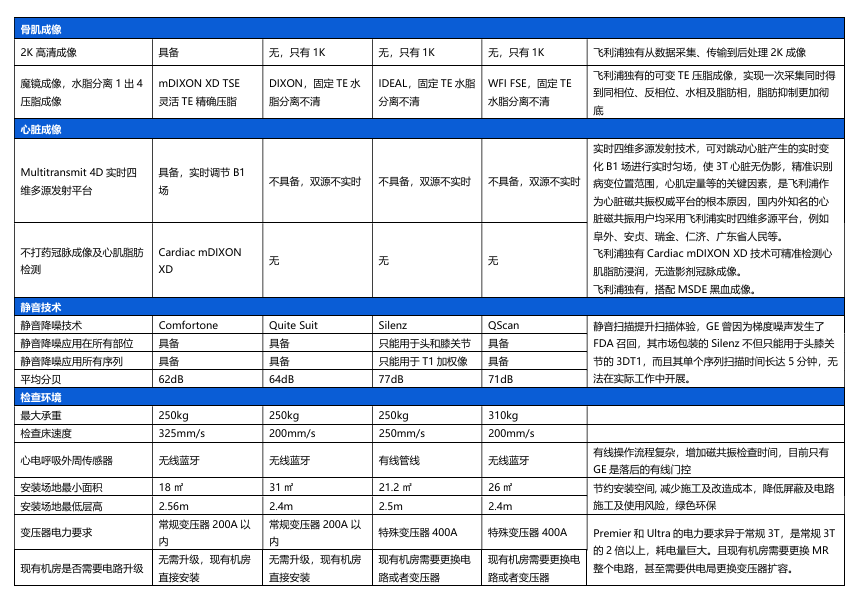 骨肌成像
2K 高清成像
具备
无，只有 1K
无，只有 1K
无，只有 1K
飞利浦独有从数据采集、传输到后处理 2K 成像
魔镜成像，水脂分离 1 出 4
压脂成像
mDIXON XD TSE
灵活 TE 精确压脂
DIXON，固定 TE 水
脂分离不清
IDEAL，固定 TE 水脂
分离不清
WFI FSE，固定 TE
水脂分离不清
飞利浦独有的可变 TE 压脂成像，实现一次采集同时得
到同相位、反相位、水相及脂肪相，脂肪抑制更加彻
底
心脏成像
Multitransmit 4D 实时四
维多源发射平台
具备，实时调节 B1
场
不具备，双源不实时
不具备，双源不实时
不具备，双源不实时
实时四维多源发射技术，可对跳动心脏产生的实时变
化 B1 场进行实时匀场，使 3T 心脏无伪影，精准识别
病变位置范围，心肌定量等的关键因素，是飞利浦作
为心脏磁共振权威平台的根本原因，国内外知名的心
脏磁共振用户均采用飞利浦实时四维多源平台，例如
阜外、安贞、瑞金、仁济、广东省人民等。
飞利浦独有 Cardiac mDIXON XD 技术可精准检测心
肌脂肪浸润，无造影剂冠脉成像。
飞利浦独有，搭配 MSDE 黑血成像。
不打药冠脉成像及心肌脂肪
检测
Cardiac mDIXON
XD
无
无
无
静音技术
静音降噪技术
Comfortone
Quite Suit
Silenz
QScan
静音扫描提升扫描体验，GE 曾因为梯度噪声发生了
FDA 召回，其市场包装的 Silenz 不但只能用于头膝关
节的 3DT1，而且其单个序列扫描时间长达 5 分钟，无
法在实际工作中开展。
静音降噪应用在所有部位
具备
具备
只能用于头和膝关节
具备
静音降噪应用所有序列
具备
具备
只能用于 T1 加权像
具备
平均分贝
62dB
64dB
77dB
71dB
检查环境
最大承重
250kg
250kg
250kg
310kg
检查床速度
325mm/s
200mm/s
250mm/s
200mm/s
心电呼吸外周传感器
无线蓝牙
无线蓝牙
有线管线
无线蓝牙
有线操作流程复杂，增加磁共振检查时间，目前只有
GE 是落后的有线门控
安装场地最小面积
18 ㎡
31 ㎡
21.2 ㎡
26 ㎡
节约安装空间, 减少施工及改造成本，降低屏蔽及电路
施工及使用风险，绿色环保
安装场地最低层高
2.56m
2.4m
2.5m
2.4m
变压器电力要求
常规变压器 200A 以
内
常规变压器 200A 以
内
特殊变压器 400A
特殊变压器 400A
Premier 和 Ultra 的电力要求异于常规 3T，是常规 3T
的 2 倍以上，耗电量巨大。且现有机房需要更换 MR
整个电路，甚至需要供电局更换变压器扩容。
现有机房是否需要电路升级
无需升级，现有机房
直接安装
无需升级，现有机房
直接安装
现有机房需要更换电
路或者变压器
现有机房需要更换电
路或者变压器